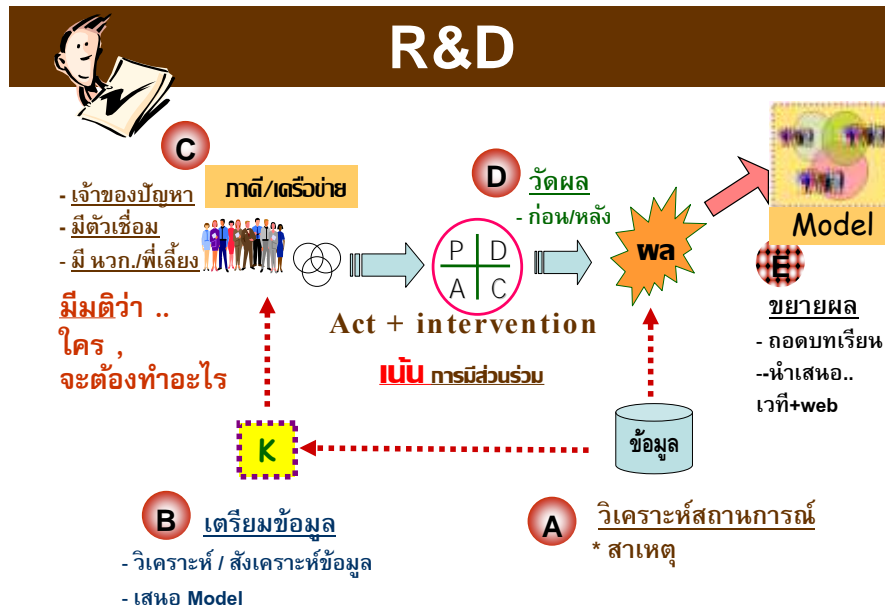 R&D
C
- เจ้าของปัญหา
- มีตัวเชื่อม
- มี นวก./พี่เลี้ยง
ภาคี/เครือข่าย
มีมติว่า ..
ใคร ,
จะต้องทำอะไร
P D
A C
Act + intervention
เน้น การมีส่วนร่วม
D
วัดผล
- ก่อน/หลัง
ผล
Model
E
ขยายผล
- ถอดบทเรียน
--นำเสนอ..
เวที+web
K
ข้อมูล
B
เตรียมข้อมูล
- วิเคราะห์ / สังเคราะห์ข้อมูล
- เสนอ Model
A
วิเคราะห์สถานการณ์
* สาเหตุ